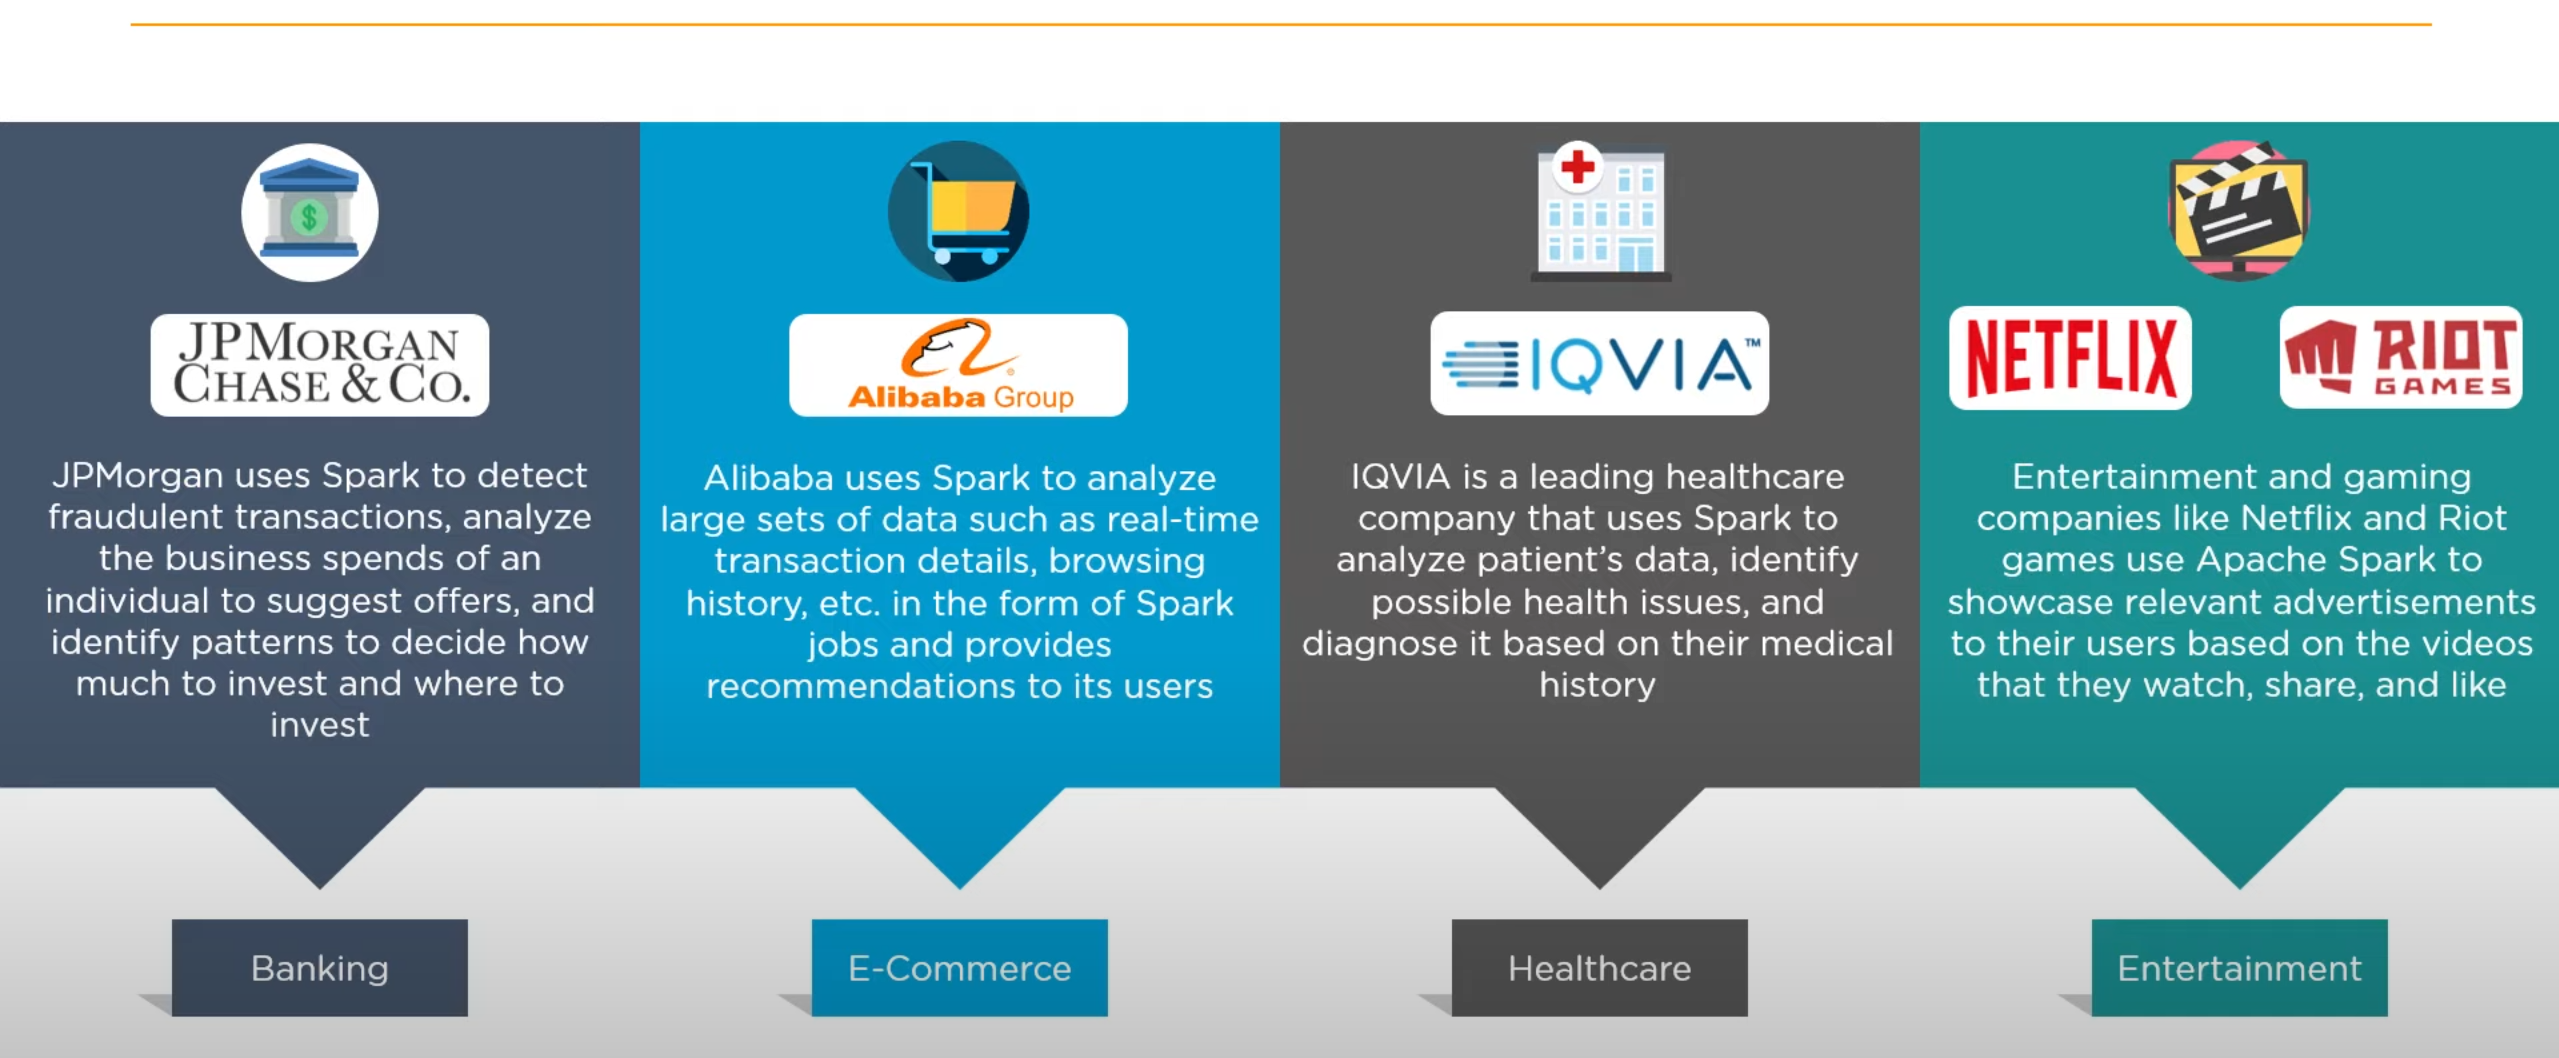 $
JPMORGAN
CHASE & CO.
JPMorgan uses Spark to detect
fraudulent transactions, analyze
the business spends of an
individual to suggest offers, and
identify patterns to decide how
much to invest and where to
invest
Banking
Alibaba Group
Alibaba uses Spark to analyze
large sets of data such as real-time
transaction details, browsing
history, etc. in the form of Spark
jobs and provides
recommendations to its users
E-Commerce
IQVIA™
IQVIA is a leading healthcare
company that uses Spark to
analyze patient’s data, identify
possible health issues, and
diagnose it based on their medical
history
Healthcare
NETFLIX
RIOT
GAMES
Entertainment and gaming
companies like Netflix and Riot
games use Apache Spark to
showcase relevant advertisements
to their users based on the videos
that they watch, share, and like
Entertainment